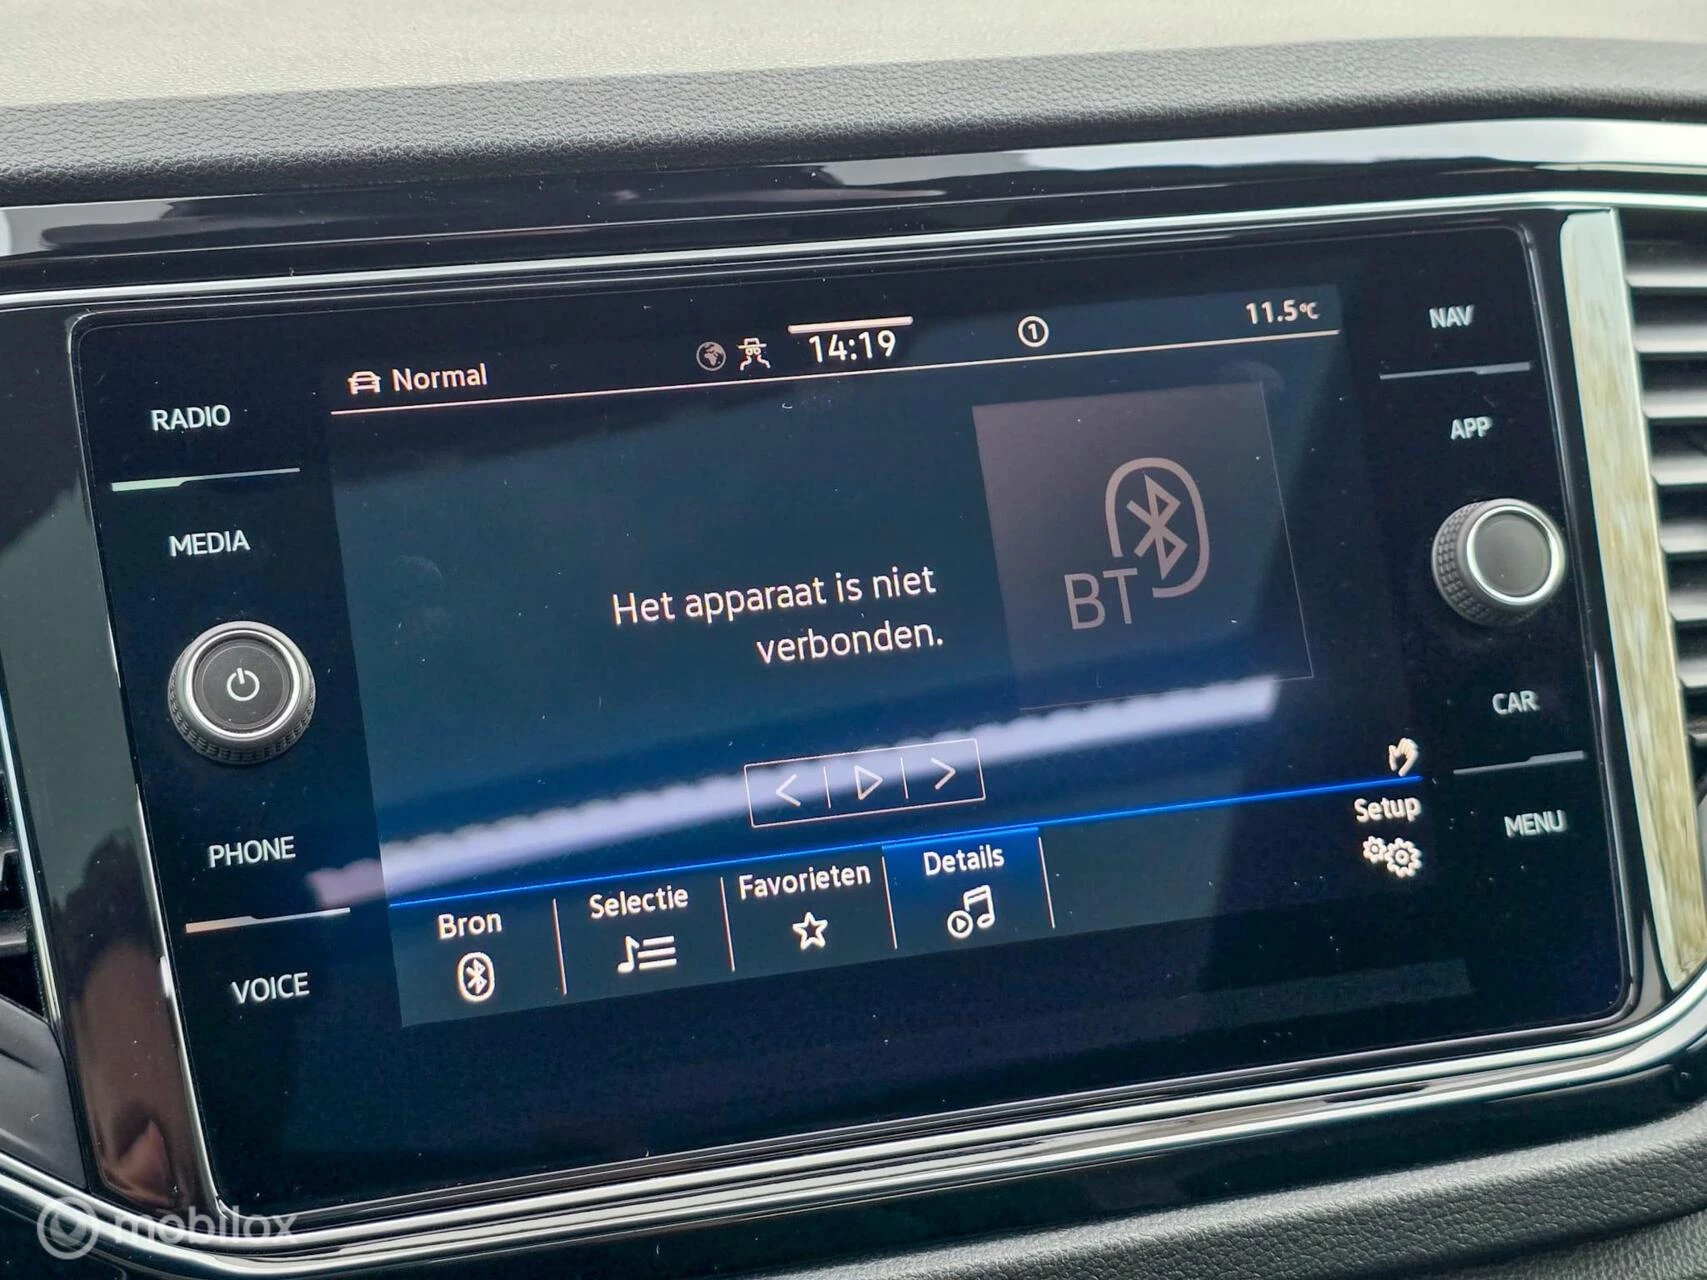 Normal
14:19
1
11.5°C
NAV
RADIO
APP
MEDIA
BT
Het apparaat is niet
verbonden.
CAR
Setup
MENU
PHONE
Bron
Selectie
Favorieten
Details
VOICE
mobilox